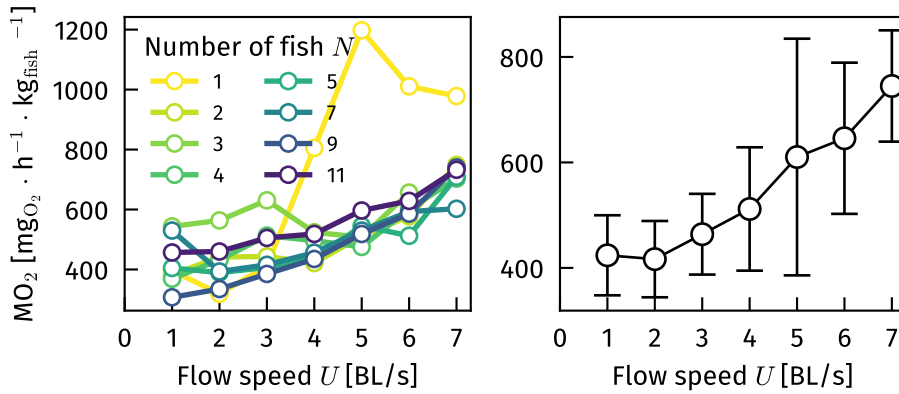 MO₂ [mg_O₂ · h⁻¹ · kg_fish⁻¹]
1200
1000
800
600
400
Number of fish N
1
2
3
4
5
7
9
11
0 1 2 3 4 5 6 7
Flow speed U [BL/s]
800
600
400
0 1 2 3 4 5 6 7
Flow speed U [BL/s]